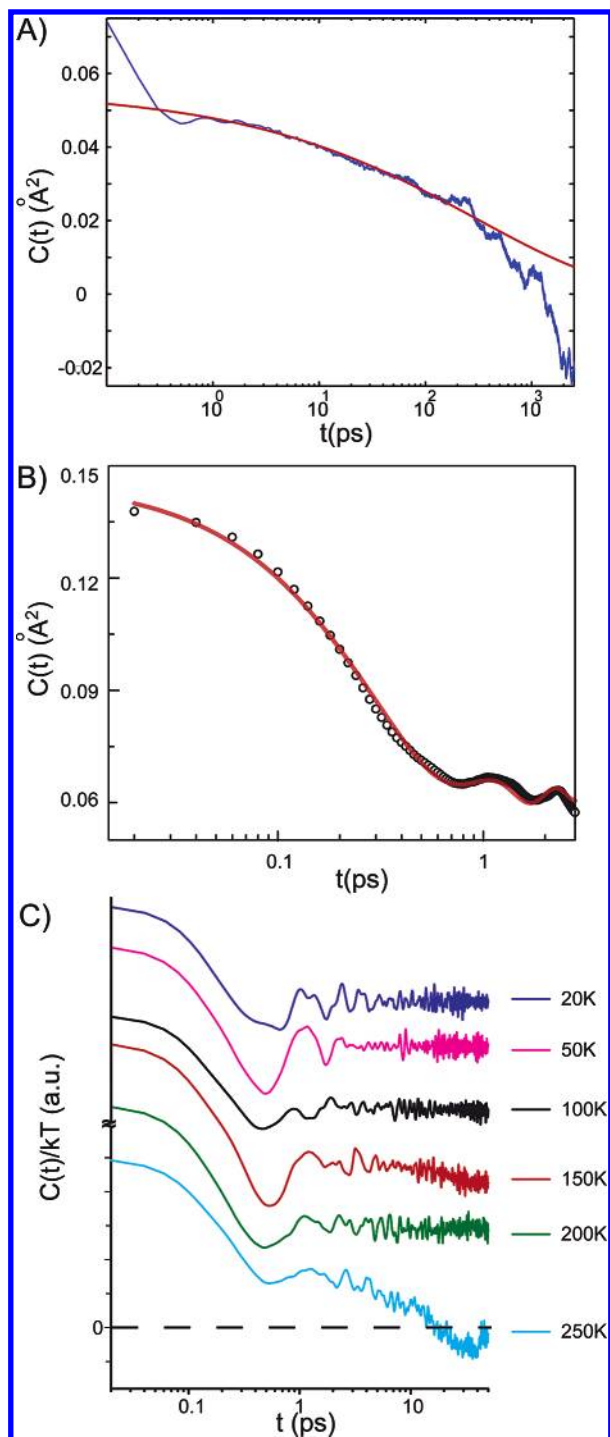 A)
0.06
0.04
0.02
0
-0.02
C(t) (Å²)
10⁰
10¹
10²
10³
t(ps)
B)
0.15
0.12
0.09
0.06
C(t) (Å²)
0.1
1
t(ps)
C)
C(t)/kT (a.u.)
≈
0
20K
50K
100K
150K
200K
250K
0.1
1
10
t (ps)